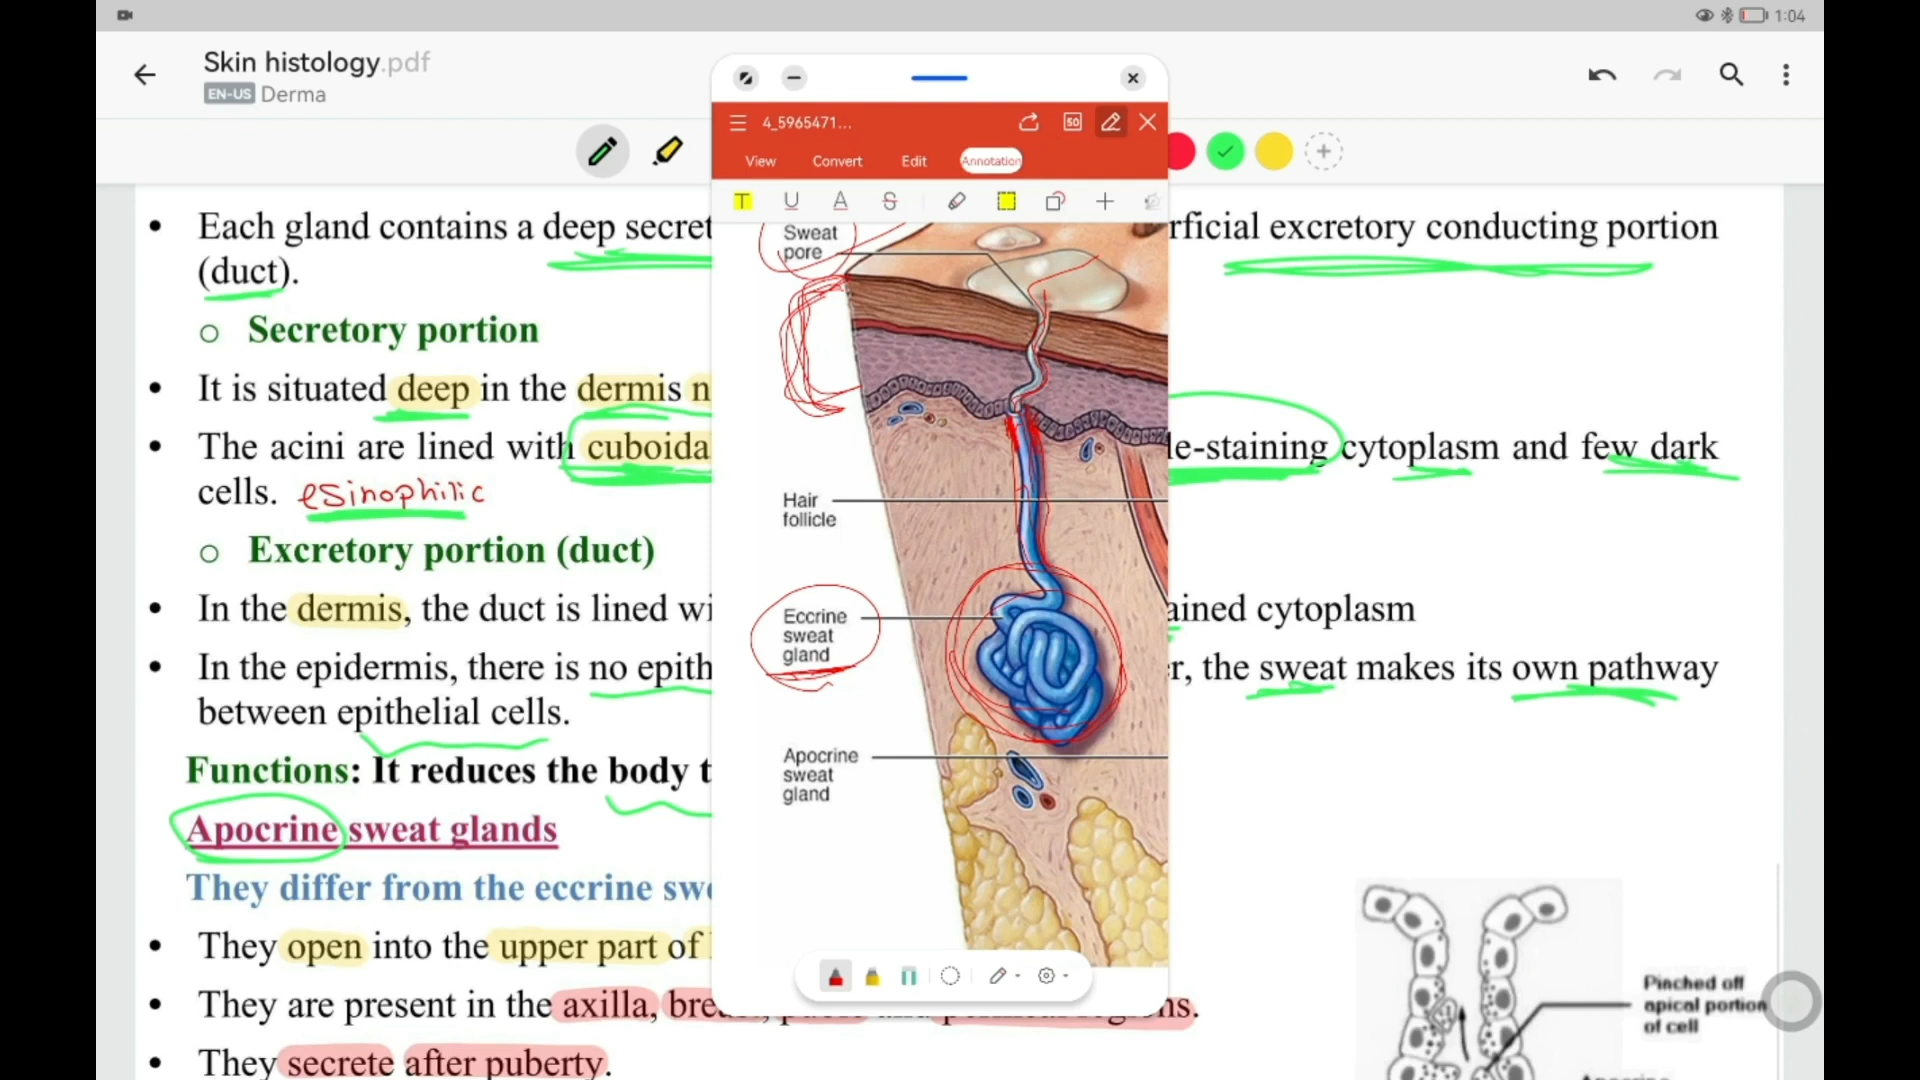 1:04
Skin histology.pdf
EN-US Derma
4_5965471...
50
View Convert Edit Annotation
T U A S
Each gland contains a deep secret
rficial excretory conducting portion
(duct).
Secretory portion
It is situated deep in the dermis n
The acini are lined with cuboida
le-staining cytoplasm and few dark
cells. esinophilic
Excretory portion (duct)
In the dermis, the duct is lined wi
ained cytoplasm
In the epidermis, there is no epith
r, the sweat makes its own pathway
between epithelial cells.
Functions: It reduces the body t
Apocrine sweat glands
They differ from the eccrine swe
They open into the upper part of
They are present in the axilla,
They secrete after puberty.
Sweat
pore
Hair
follicle
Eccrine
sweat
gland
Apocrine
sweat
gland
Pinched off
apical portion
of cell